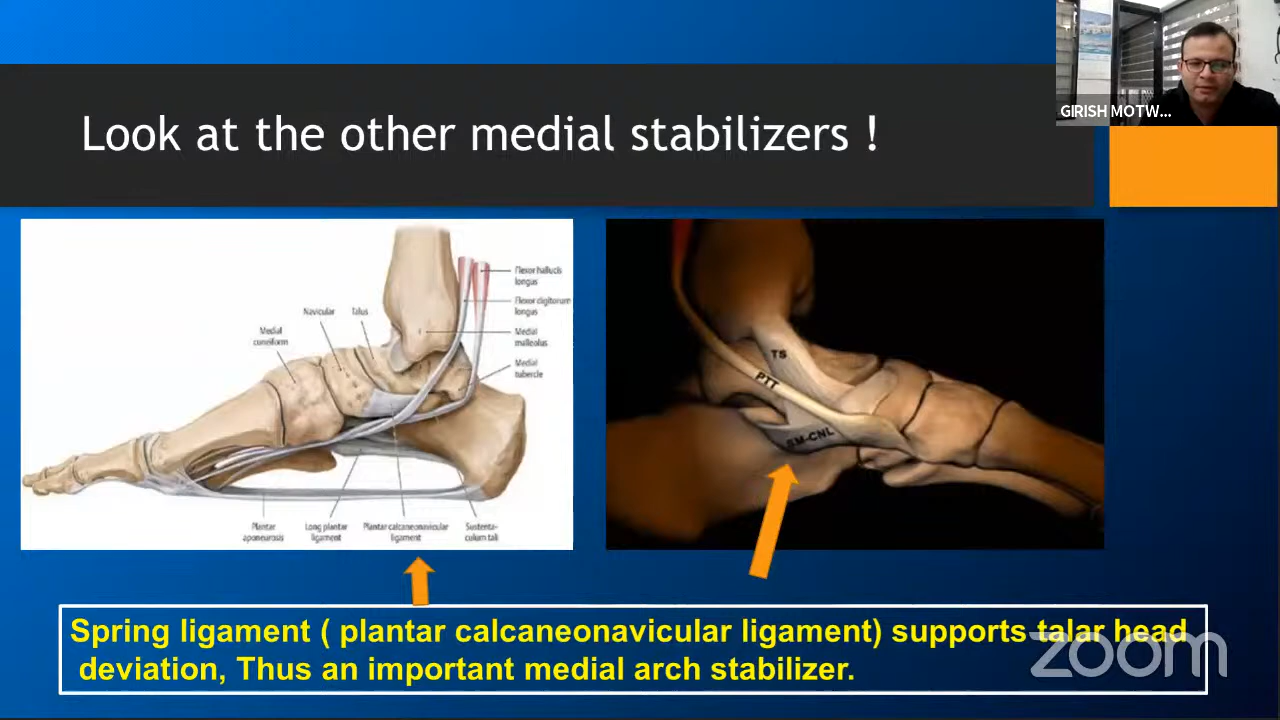 GIRISH MOTW...
Look at the other medial stabilizers !
Flexor hallucis
longus
Flexor digitorum
longus
Navicular
Talus
Medial
cuneiform
Medial
malleolus
Medial
tubercle
Plantar
aponeurosis
Long plantar
ligament
Plantar calcaneonavicular
ligament
Sustenta-
culum tali
TS
PTT
SM-CNL
Spring ligament ( plantar calcaneonavicular ligament) supports talar head
deviation, Thus an important medial arch stabilizer.
zoom